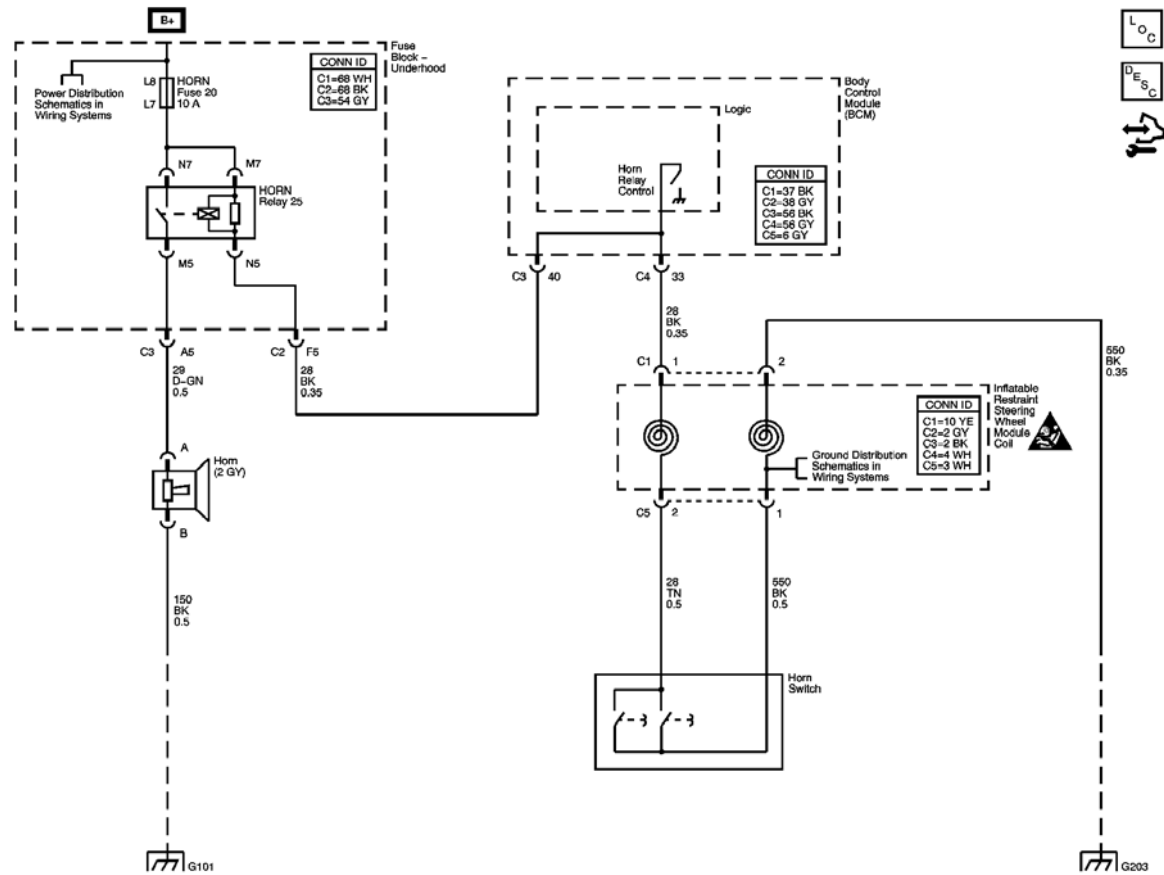 B+
Fuse
Block –
Underhood
CONN ID
C1=68 WH
C2=68 BK
C3=54 GY
Power Distribution
Schematics in
Wiring Systems
L8
L7
HORN
Fuse 20
10 A
N7
M7
HORN
Relay 25
M5
N5
C3
A5
C2
F5
29
D-GN
0.5
28
BK
0.35
A
Horn
(2 GY)
B
150
BK
0.5
G101
Body
Control
Module
(BCM)
Logic
Horn
Relay
Control
CONN ID
C1=37 BK
C2=38 GY
C3=56 BK
C4=56 GY
C5=6 GY
C3
40
C4
33
28
BK
0.35
C1
1
2
550
BK
0.35
Inflatable
Restraint
Steering
Wheel
Module
Coil
CONN ID
C1=10 YE
C2=2 GY
C3=2 BK
C4=4 WH
C5=3 WH
Ground Distribution
Schematics in
Wiring Systems
C5
2
1
28
TN
0.5
550
BK
0.5
Horn
Switch
G203
LOC
DESC